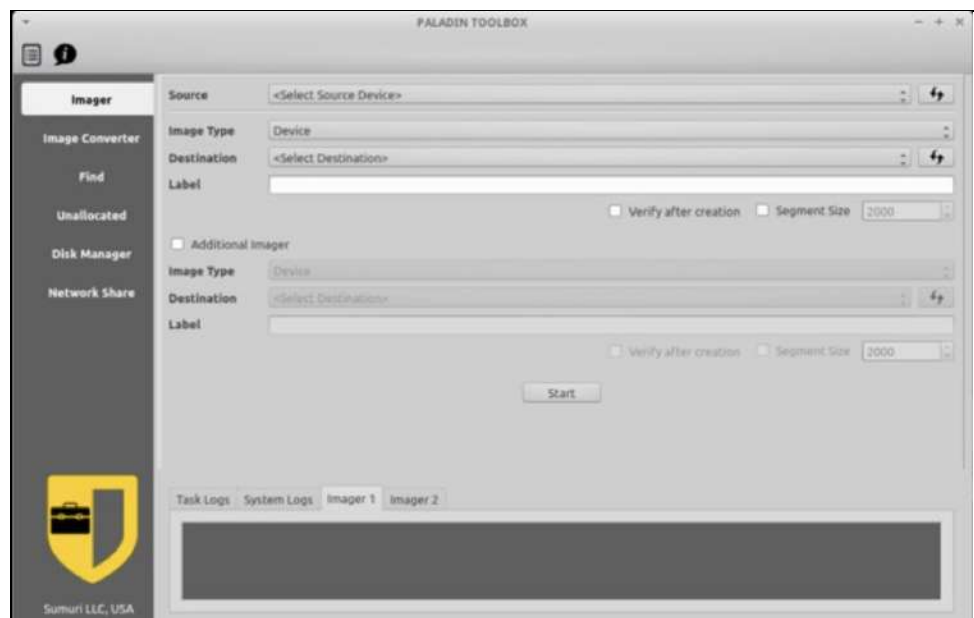 PALADIN TOOLBOX
Imager
Image Converter
Find
Unallocated
Disk Manager
Network Share
Source <Select Source Device>
Image Type Device
Destination <Select Destination>
Label
Verify after creation Segment Size 2000
Additional Imager
Image Type Device
Destination <Select Destination>
Label
Verify after creation Segment Size 2000
Start
Task Logs System Logs Imager 1 Imager 2
Sumuri LLC, USA